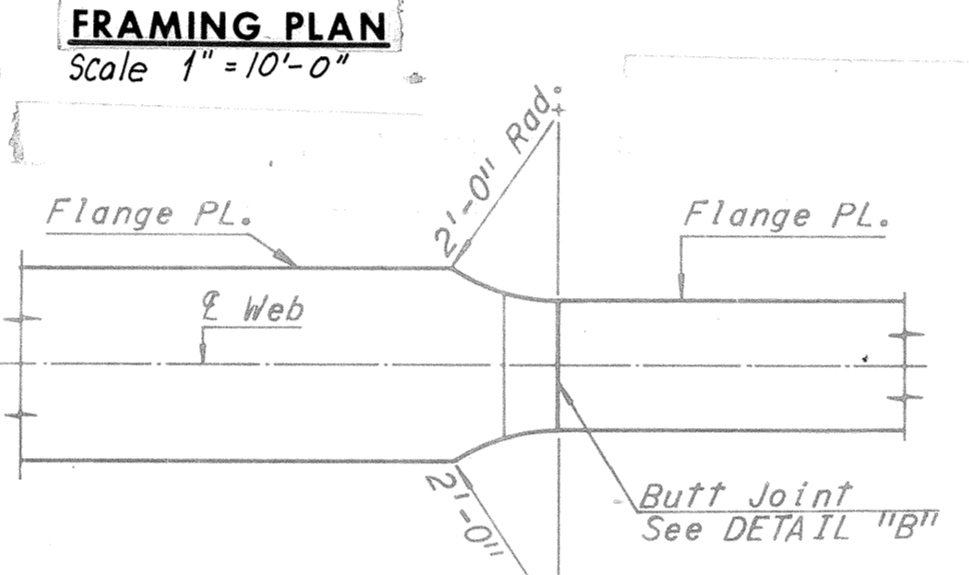 FRAMING PLAN
Scale 1" = 10'-0"
2'-0" Rad.
Flange PL.
Flange PL.
℄ Web
2'-0"
Butt Joint
See DETAIL "B"